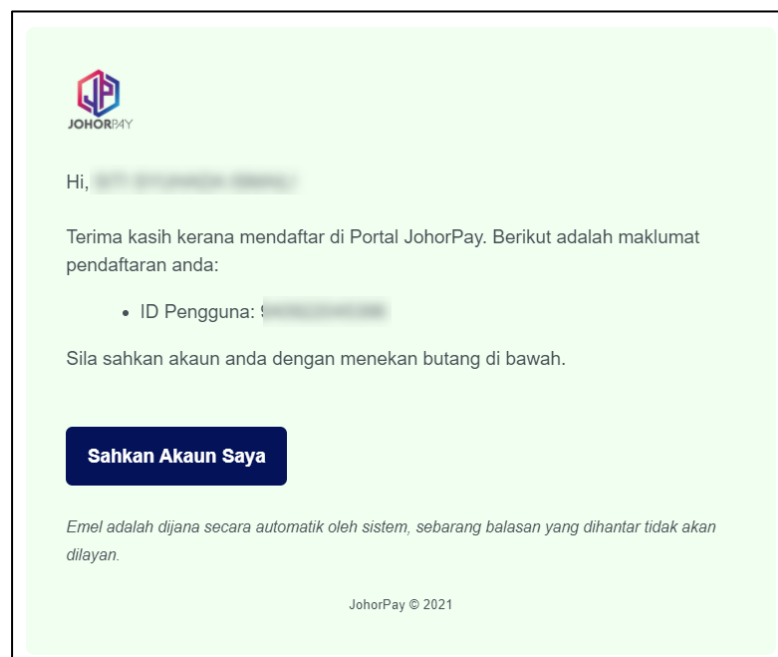 JP
JOHORPAY
Hi,
Terima kasih kerana mendaftar di Portal JohorPay. Berikut adalah maklumat
pendaftaran anda:
• ID Pengguna:
Sila sahkan akaun anda dengan menekan butang di bawah.
Sahkan Akaun Saya
Emel adalah dijana secara automatik oleh sistem, sebarang balasan yang dihantar tidak akan
dilayan.
JohorPay © 2021